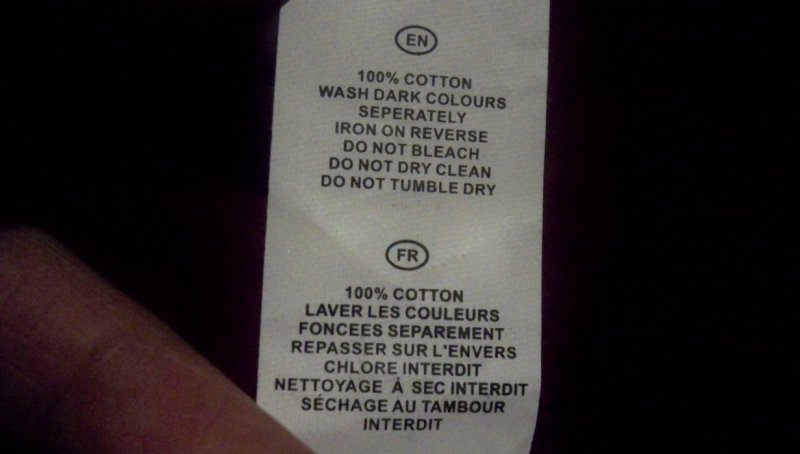 EN
100% COTTON
WASH DARK COLOURS
SEPERATELY
IRON ON REVERSE
DO NOT BLEACH
DO NOT DRY CLEAN
DO NOT TUMBLE DRY
FR
100% COTTON
LAVER LES COULEURS
FONCEES SEPAREMENT
REPASSER SUR L'ENVERS
CHLORE INTERDIT
NETTOYAGE À SEC INTERDIT
SÉCHAGE AU TAMBOUR
INTERDIT